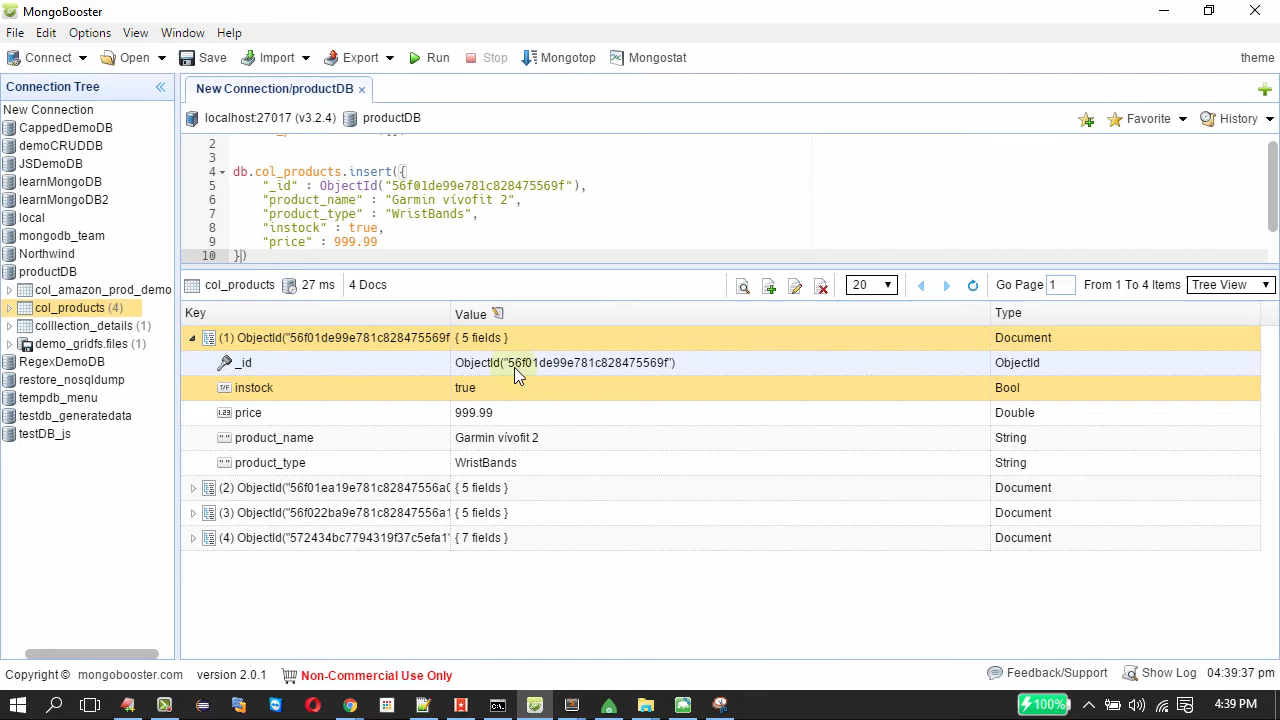 MongoBooster
File Edit Options View Window Help
Connect Open Save Import Export Run Stop Mongotop Mongostat theme
Connection Tree
New Connection
CappedDemoDB
demoCRUDDB
JSDemoDB
learnMongoDB
learnMongoDB2
local
mongodb_team
Northwind
productDB
col_amazon_prod_demo
col_products (4)
colllection_details (1)
demo_gridfs.files (1)
RegexDemoDB
restore_nosqldump
tempdb_menu
testdb_generatedata
testDB_js
New Connection/productDB ×
localhost:27017 (v3.2.4) productDB Favorite History
2
3
4 db.col_products.insert({
5 "_id" : ObjectId("56f01de99e781c828475569f"),
6 "product_name" : "Garmin vívofit 2",
7 "product_type" : "WristBands",
8 "instock" : true,
9 "price" : 999.99
10 })
col_products 27 ms 4 Docs 20 Go Page 1 From 1 To 4 Items Tree View
Key Value Type
(1) ObjectId("56f01de99e781c828475569f { 5 fields } Document
_id ObjectId("56f01de99e781c828475569f") ObjectId
T/F instock true Bool
1.23 price 999.99 Double
" " product_name Garmin vívofit 2 String
" " product_type WristBands String
(2) ObjectId("56f01ea19e781c82847556a0 { 5 fields } Document
(3) ObjectId("56f022ba9e781c82847556a1 { 5 fields } Document
(4) ObjectId("572434bc7794319f37c5efa1" { 7 fields } Document
Copyright © mongobooster.com version 2.0.1 Non-Commercial Use Only Feedback/Support Show Log 04:39:37 pm
100% 4:39 PM